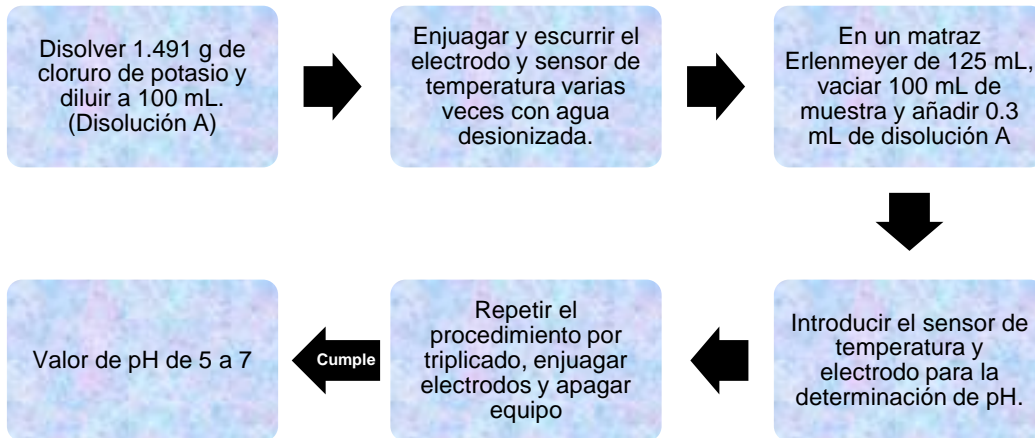 Disolver 1.491 g de
cloruro de potasio y
diluir a 100 mL.
(Disolución A)
Enjuagar y escurrir el
electrodo y sensor de
temperatura varias
veces con agua
desionizada.
En un matraz
Erlenmeyer de 125 mL,
vaciar 100 mL de
muestra y añadir 0.3
mL de disolución A
Introducir el sensor de
temperatura y
electrodo para la
determinación de pH.
Repetir el
procedimiento por
triplicado, enjuagar
electrodos y apagar
equipo
Cumple
Valor de pH de 5 a 7